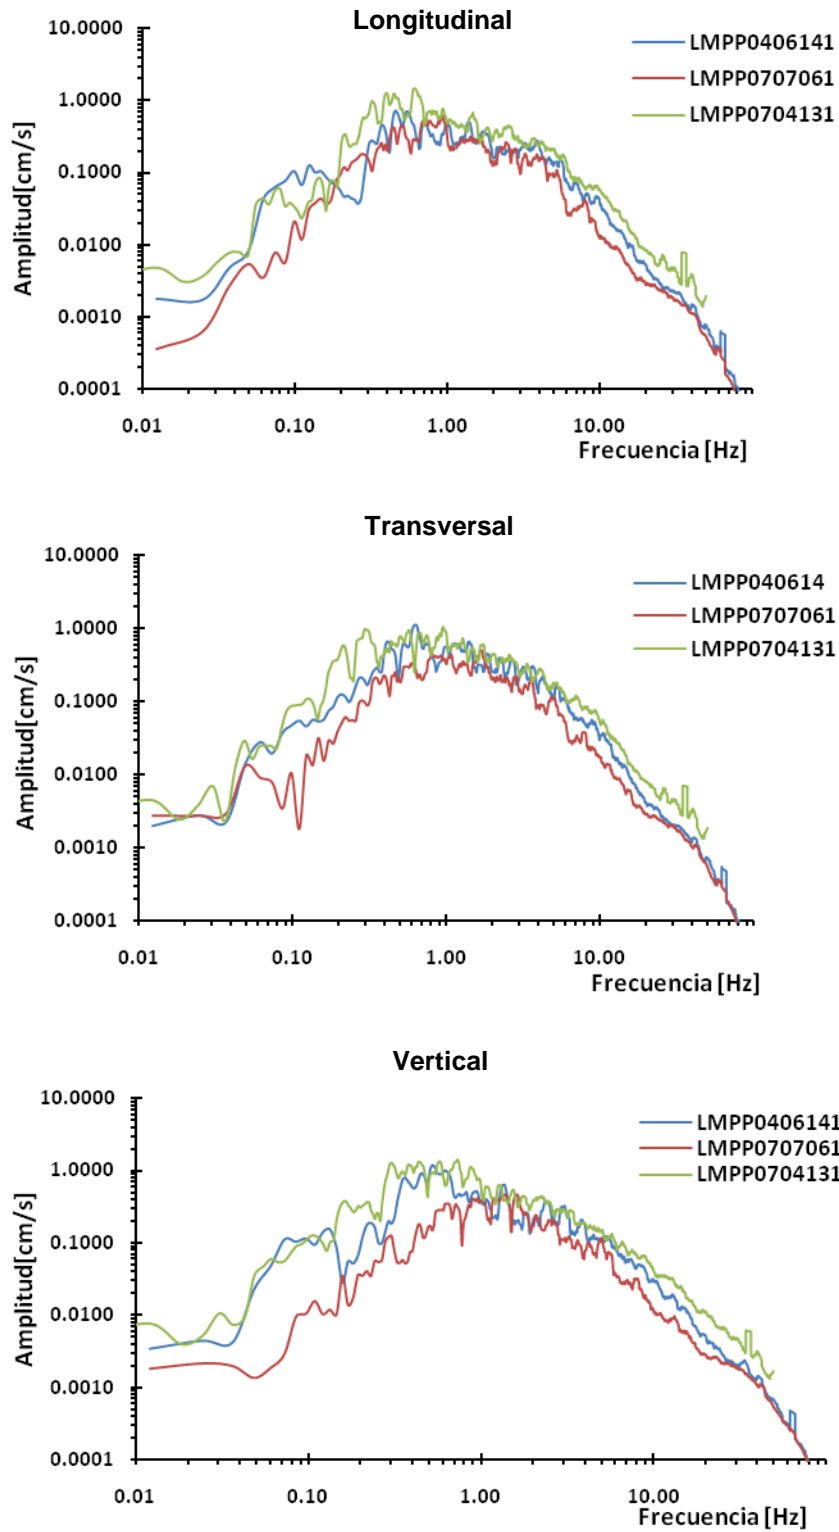 Longitudinal
10.0000
1.0000
0.1000
0.0100
0.0010
0.0001
Amplitud[cm/s]
0.01 0.10 1.00 10.00
Frecuencia [Hz]
LMPP0406141
LMPP0707061
LMPP0704131
Transversal
10.0000
1.0000
0.1000
0.0100
0.0010
0.0001
Amplitud[cm/s]
0.01 0.10 1.00 10.00
Frecuencia [Hz]
LMPP040614
LMPP0707061
LMPP0704131
Vertical
10.0000
1.0000
0.1000
0.0100
0.0010
0.0001
Amplitud[cm/s]
0.01 0.10 1.00 10.00
Frecuencia [Hz]
LMPP0406141
LMPP0707061
LMPP0704131